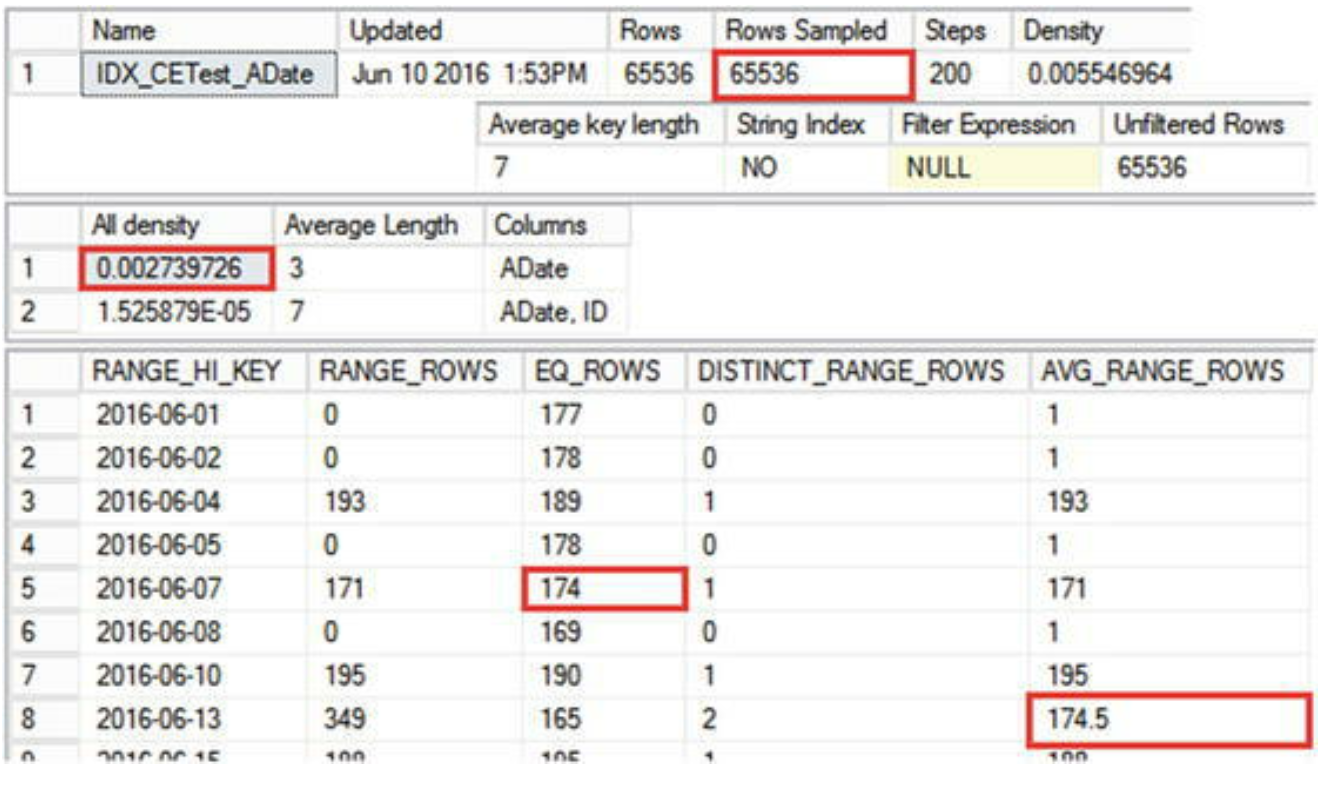 Name Updated Rows Rows Sampled Steps Density
1 IDX_CETest_ADate Jun 10 2016 1:53PM 65536 65536 200 0.005546964
Average key length String Index Filter Expression Unfiltered Rows
7 NO NULL 65536
All density Average Length Columns
1 0.002739726 3 ADate
2 1.525879E-05 7 ADate, ID
RANGE_HI_KEY RANGE_ROWS EQ_ROWS DISTINCT_RANGE_ROWS AVG_RANGE_ROWS
1 2016-06-01 0 177 0 1
2 2016-06-02 0 178 0 1
3 2016-06-04 193 189 1 193
4 2016-06-05 0 178 0 1
5 2016-06-07 171 174 1 171
6 2016-06-08 0 169 0 1
7 2016-06-10 195 190 1 195
8 2016-06-13 349 165 2 174.5